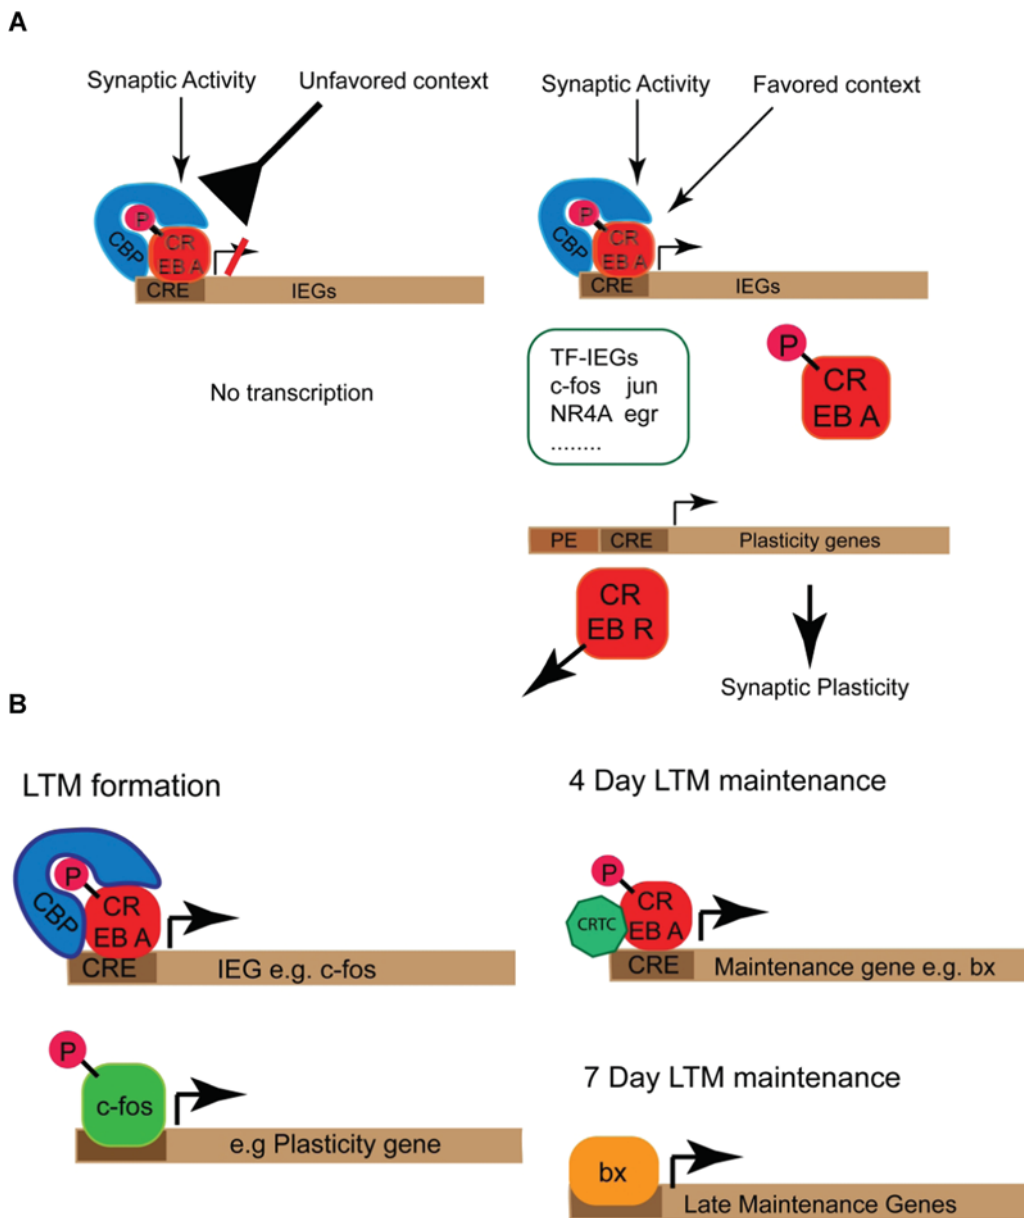 A
Synaptic Activity
Unfavored context
P
CBP
CR
EB A
CRE
IEGs
No transcription
Synaptic Activity
Favored context
P
CBP
CR
EB A
CRE
IEGs
TF-IEGs
c-fos jun
NR4A egr
........
P
CR
EB A
PE
CRE
Plasticity genes
CR
EB R
Synaptic Plasticity
B
LTM formation
P
CBP
CR
EB A
CRE
IEG e.g. c-fos
P
c-fos
e.g Plasticity gene
4 Day LTM maintenance
P
CRTC
CR
EB A
CRE
Maintenance gene e.g. bx
7 Day LTM maintenance
bx
Late Maintenance Genes